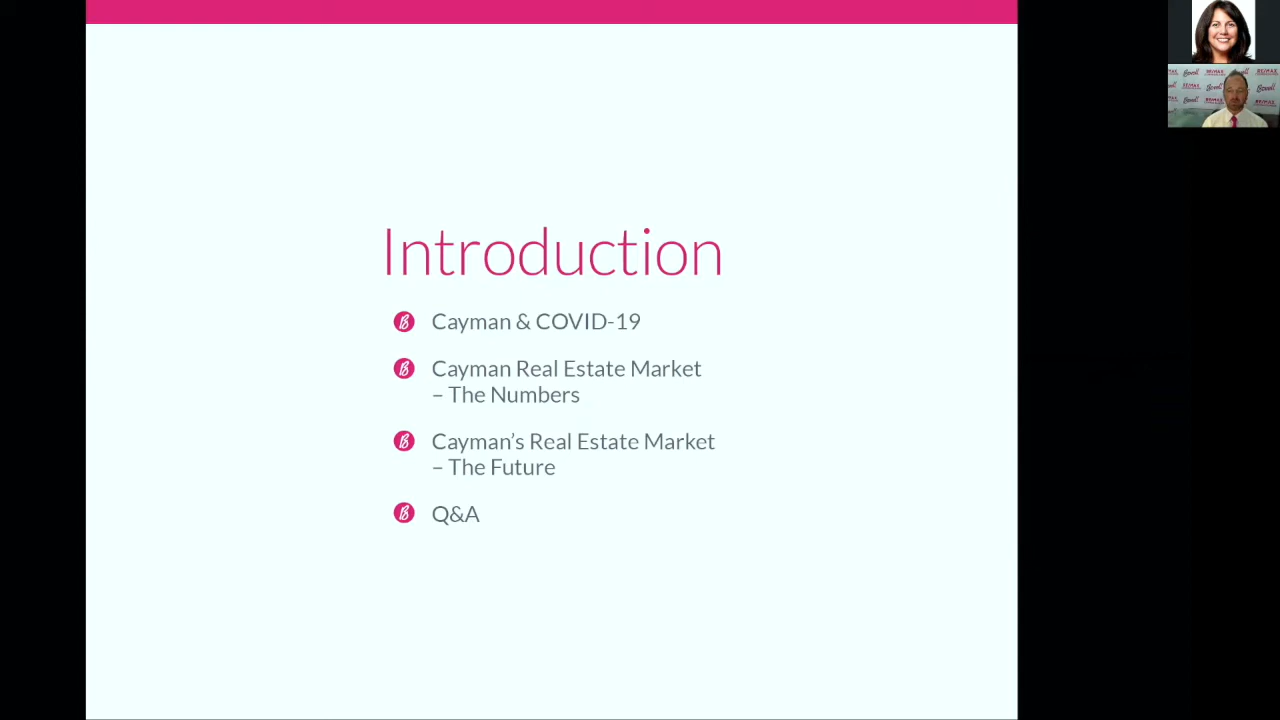 Introduction
Cayman & COVID-19
Cayman Real Estate Market
– The Numbers
Cayman’s Real Estate Market
– The Future
Q&A